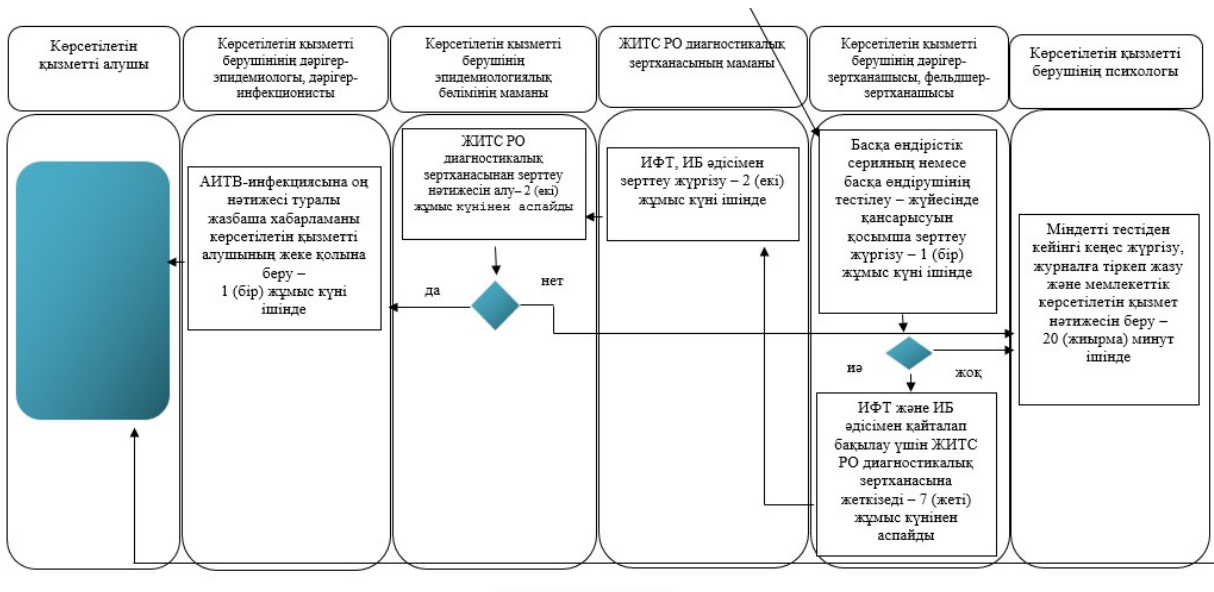 Көрсетілетін
қызметті алушы
Көрсетілетін қызметті
берушінінің дәрігер-
эпидемиологы, дәрігер-
инфекционисты
Көрсетілетін қызметті
берушінің
эпидемиологиялық
бөлімінің маманы
ЖИТС РО диагностикалық
зертханасының маманы
Көрсетілетін қызметті
берушінің дәрігер-
зертханашысы, фельдшер-
зертханашысы
Көрсетілетін қызметті
берушінің психологы
АИТВ-инфекциясына оң
нәтижесі туралы
жазбаша хабарламаны
көрсетілетін қызметті
алушының жеке қолына
беру –
1 (бір) жұмыс күні
ішінде
ЖИТС РО
диагностикалық
зертханасынан зерттеу
нәтижесін алу– 2 (екі)
жұмыс күнінен аспайды
да
нет
ИФТ, ИБ әдісімен
зерттеу жүргізу – 2 (екі)
жұмыс күні ішінде
Басқа өндірістік
серияның немесе
басқа өндірушінің
тестілеу – жүйесінде
қансарысуын
қосымша зерттеу
жүргізу – 1 (бір)
жұмыс күні ішінде
иә
жоқ
ИФТ және ИБ
әдісімен қайталап
бақылау үшін ЖИТС
РО диагностикалық
зертханасына
жеткізеді – 7 (жеті)
жұмыс күнінен
аспайды
Міндетті тестіден
кейінгі кеңес жүргізу,
журналға тіркеп жазу
және мемлекеттік
көрсетілетін қызмет
нәтижесін беру –
20 (жиырма) минут
ішінде